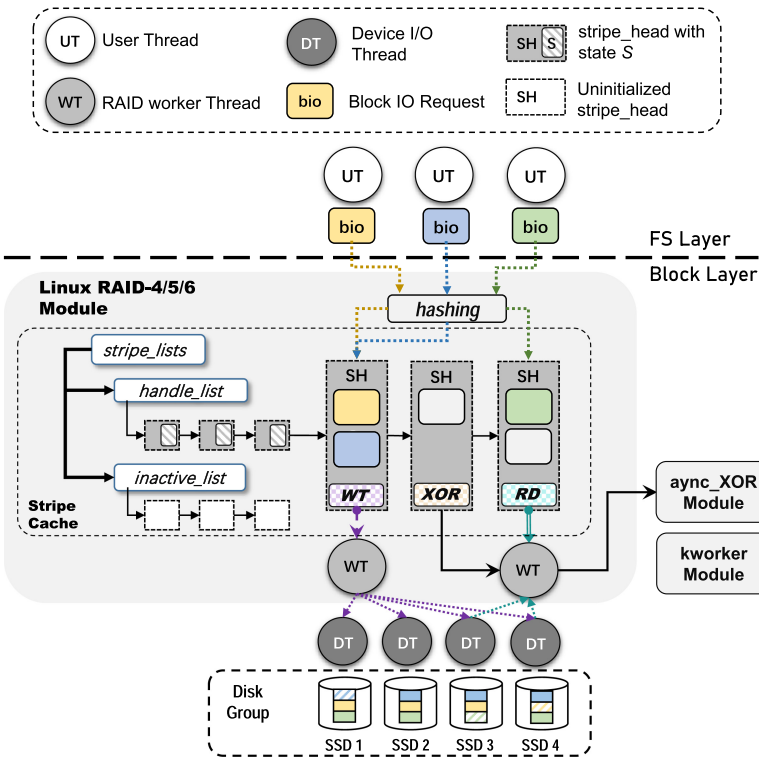 UT User Thread
DT Device I/O
Thread
SH S stripe_head with
state S
WT RAID worker Thread
bio Block IO Request
SH Uninitialized
stripe_head
UT UT UT
bio bio bio
FS Layer
Block Layer
Linux RAID-4/5/6
Module
hashing
stripe_lists
handle_list
inactive_list
Stripe
Cache
SH SH SH
WT XOR RD
aync_XOR
Module
kworker
Module
WT WT
DT DT DT DT
Disk
Group
SSD 1 SSD 2 SSD 3 SSD 4